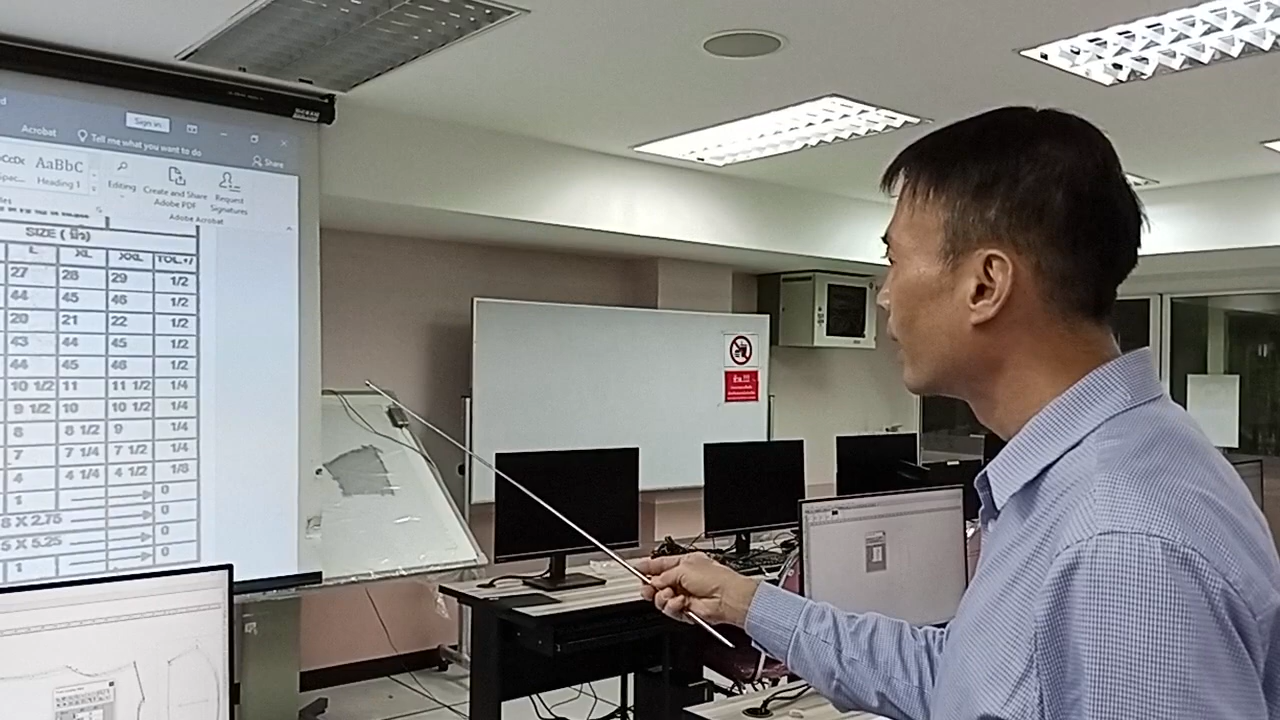 Sign in
Acrobat
Tell me what you want to do
Share
AaBbC
Heading 1
Editing
Create and Share
Adobe PDF
Request
Signatures
Adobe Acrobat
SIZE ( นิ้ว)
L XL XXL TOL.+/
27 28 29 1/2
44 45 46 1/2
20 21 22 1/2
43 44 45 1/2
44 45 46 1/2
10 1/2 11 11 1/2 1/4
9 1/2 10 10 1/2 1/4
8 8 1/2 9 1/4
7 7 1/4 7 1/2 1/4
4 4 1/4 4 1/2 1/8
1 0
8 X 2.75 0
5 X 5.25 0
1 0